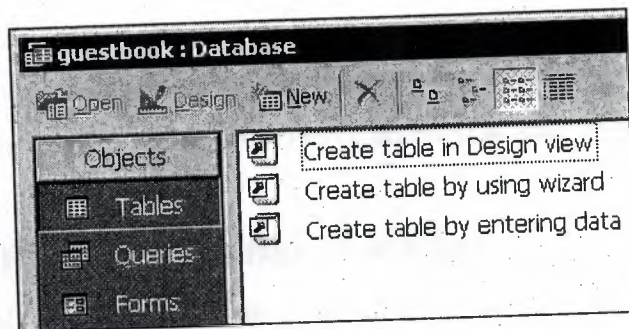 guestbook : Database
Open Design New
Objects
Tables
Queries
Forms
Create table in Design view
Create table by using wizard
Create table by entering data